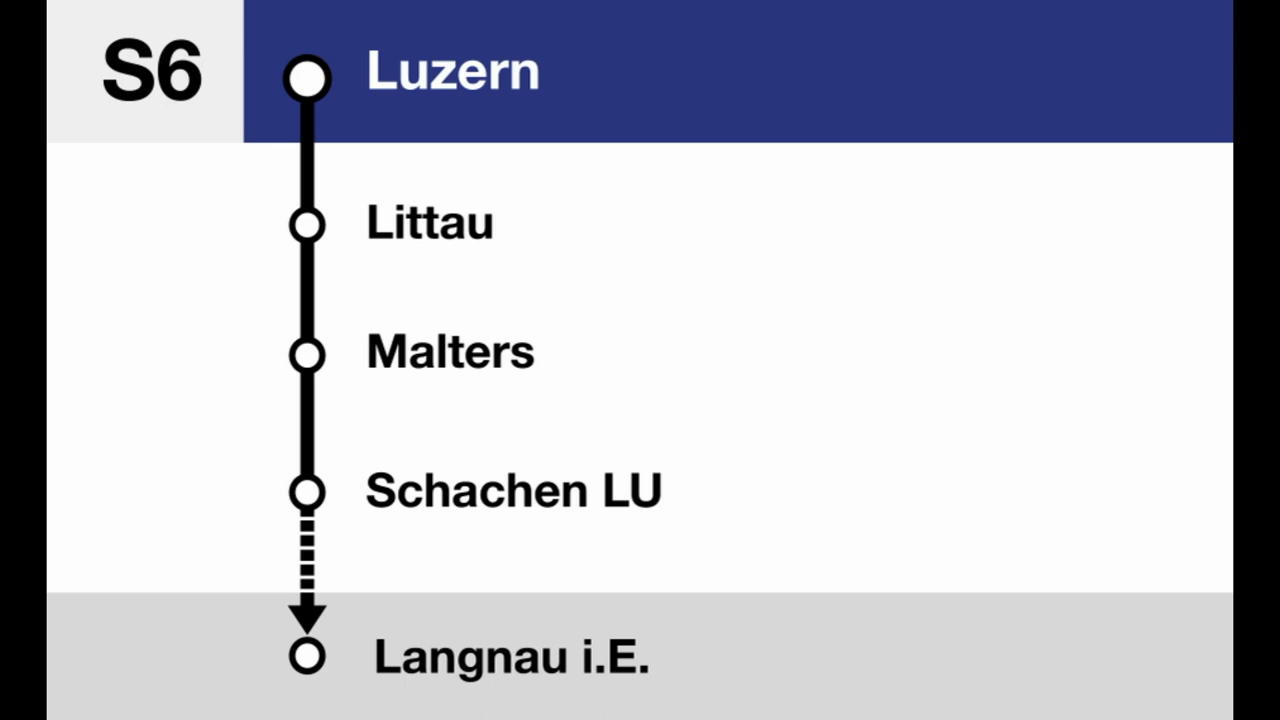 S6 Luzern
Littau
Malters
Schachen LU
Langnau i.E.